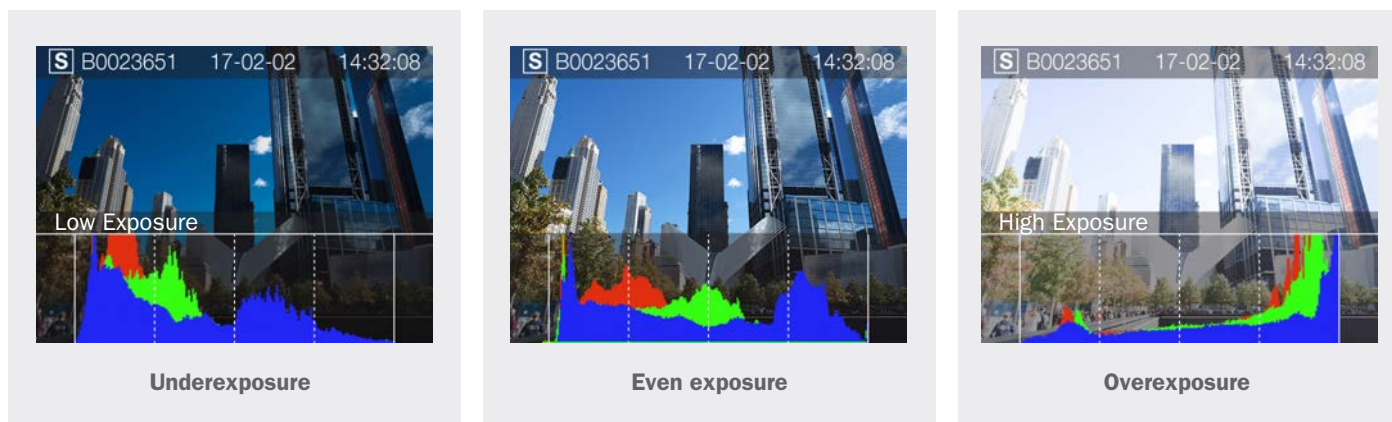 S B0023651 17-02-02 14:32:08
Low Exposure
Underexposure
S B0023651 17-02-02 14:32:08
Even exposure
S B0023651 17-02-02 14:32:08
High Exposure
Overexposure